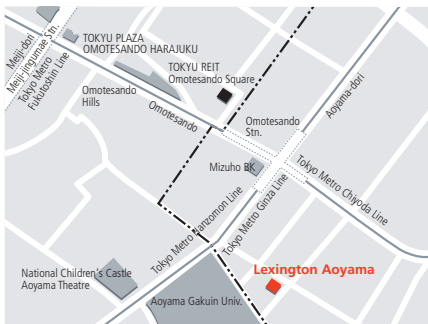 TOKYU PLAZA
OMOTESANDO HARAJUKU
Meiji-dori
Meiji-jingumae Stn.
Tokyo Metro
Fukutoshin Line
TOKYU REIT
Omotesando Square
Omotesando
Hills
Omotesando
Omotesando
Stn.
Aoyama-dori
Mizuho BK
Tokyo Metro Chiyoda Line
Tokyo Metro Hanzomon Line
Tokyo Metro Ginza Line
National Children's Castle
Aoyama Theatre
Lexington Aoyama
Aoyama Gakuin Univ.